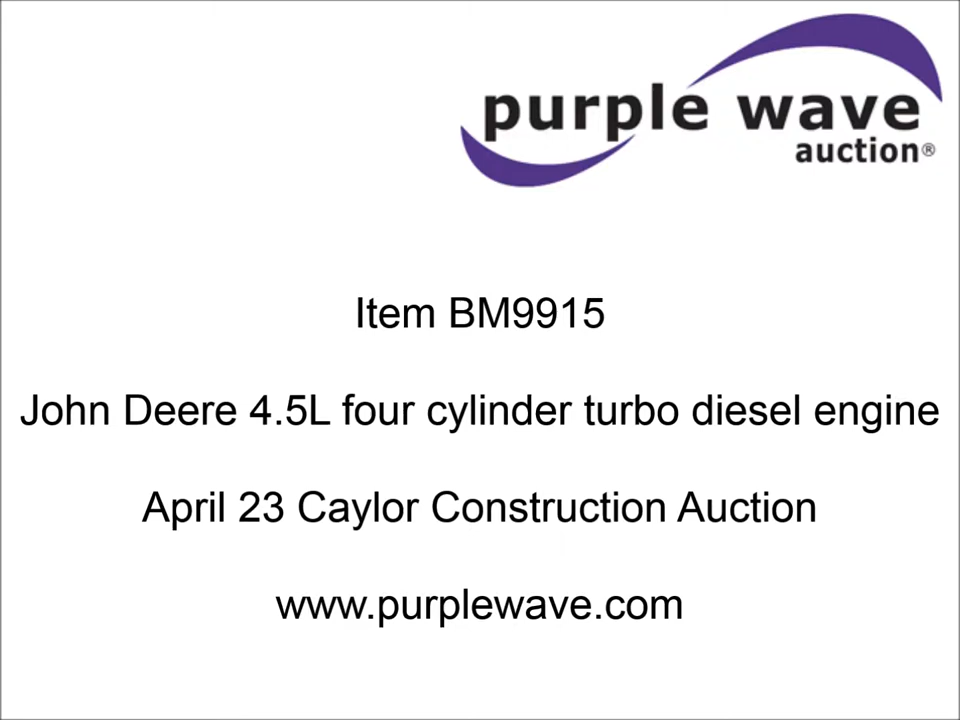 purple wave
auction®
Item BM9915
John Deere 4.5L four cylinder turbo diesel engine
April 23 Caylor Construction Auction
www.purplewave.com